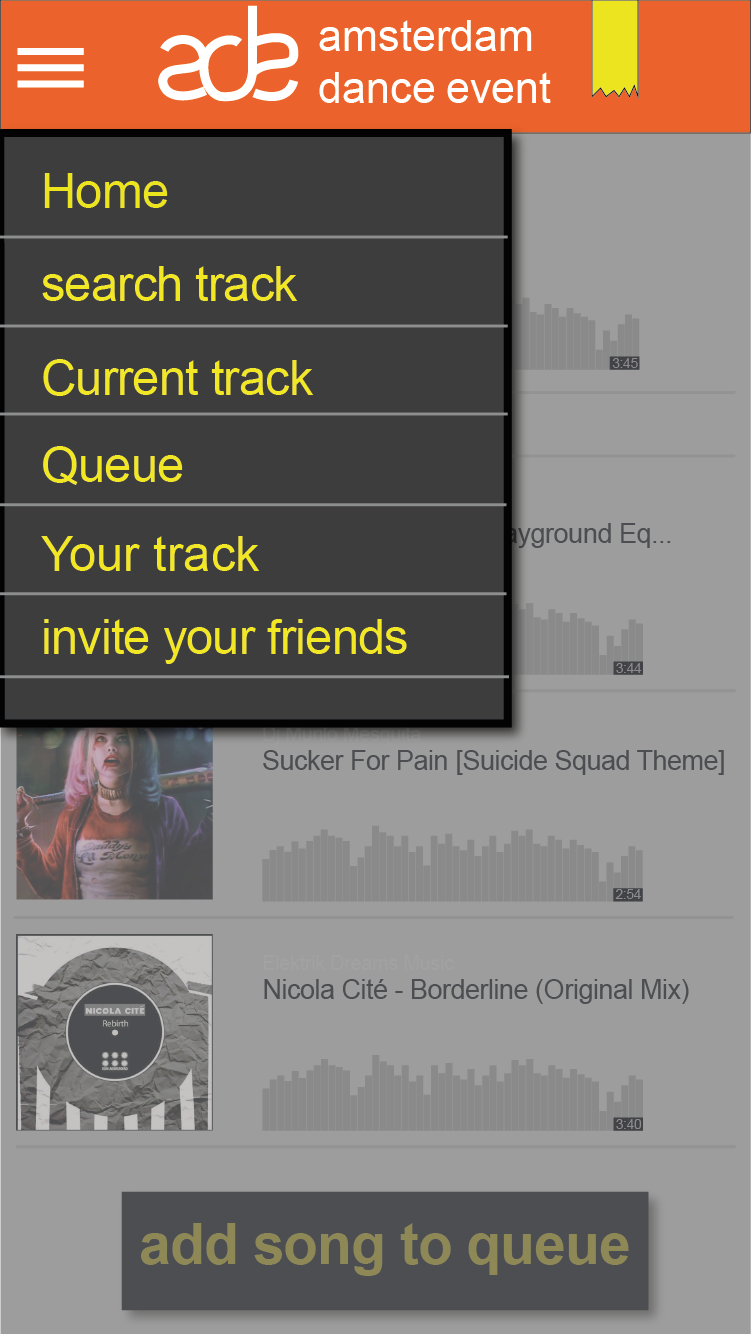 ade
amsterdam
dance event
Home
search track
Current track
Queue
Your track
invite your friends
3:45
ayground Eq...
3:44
Dj Murilo Mesquita
Sucker For Pain [Suicide Squad Theme]
2:54
Elektrik Dreams Music
Nicola Cité - Borderline (Original Mix)
NICOLA CITÉ
Rebirth
3:40
add song to queue